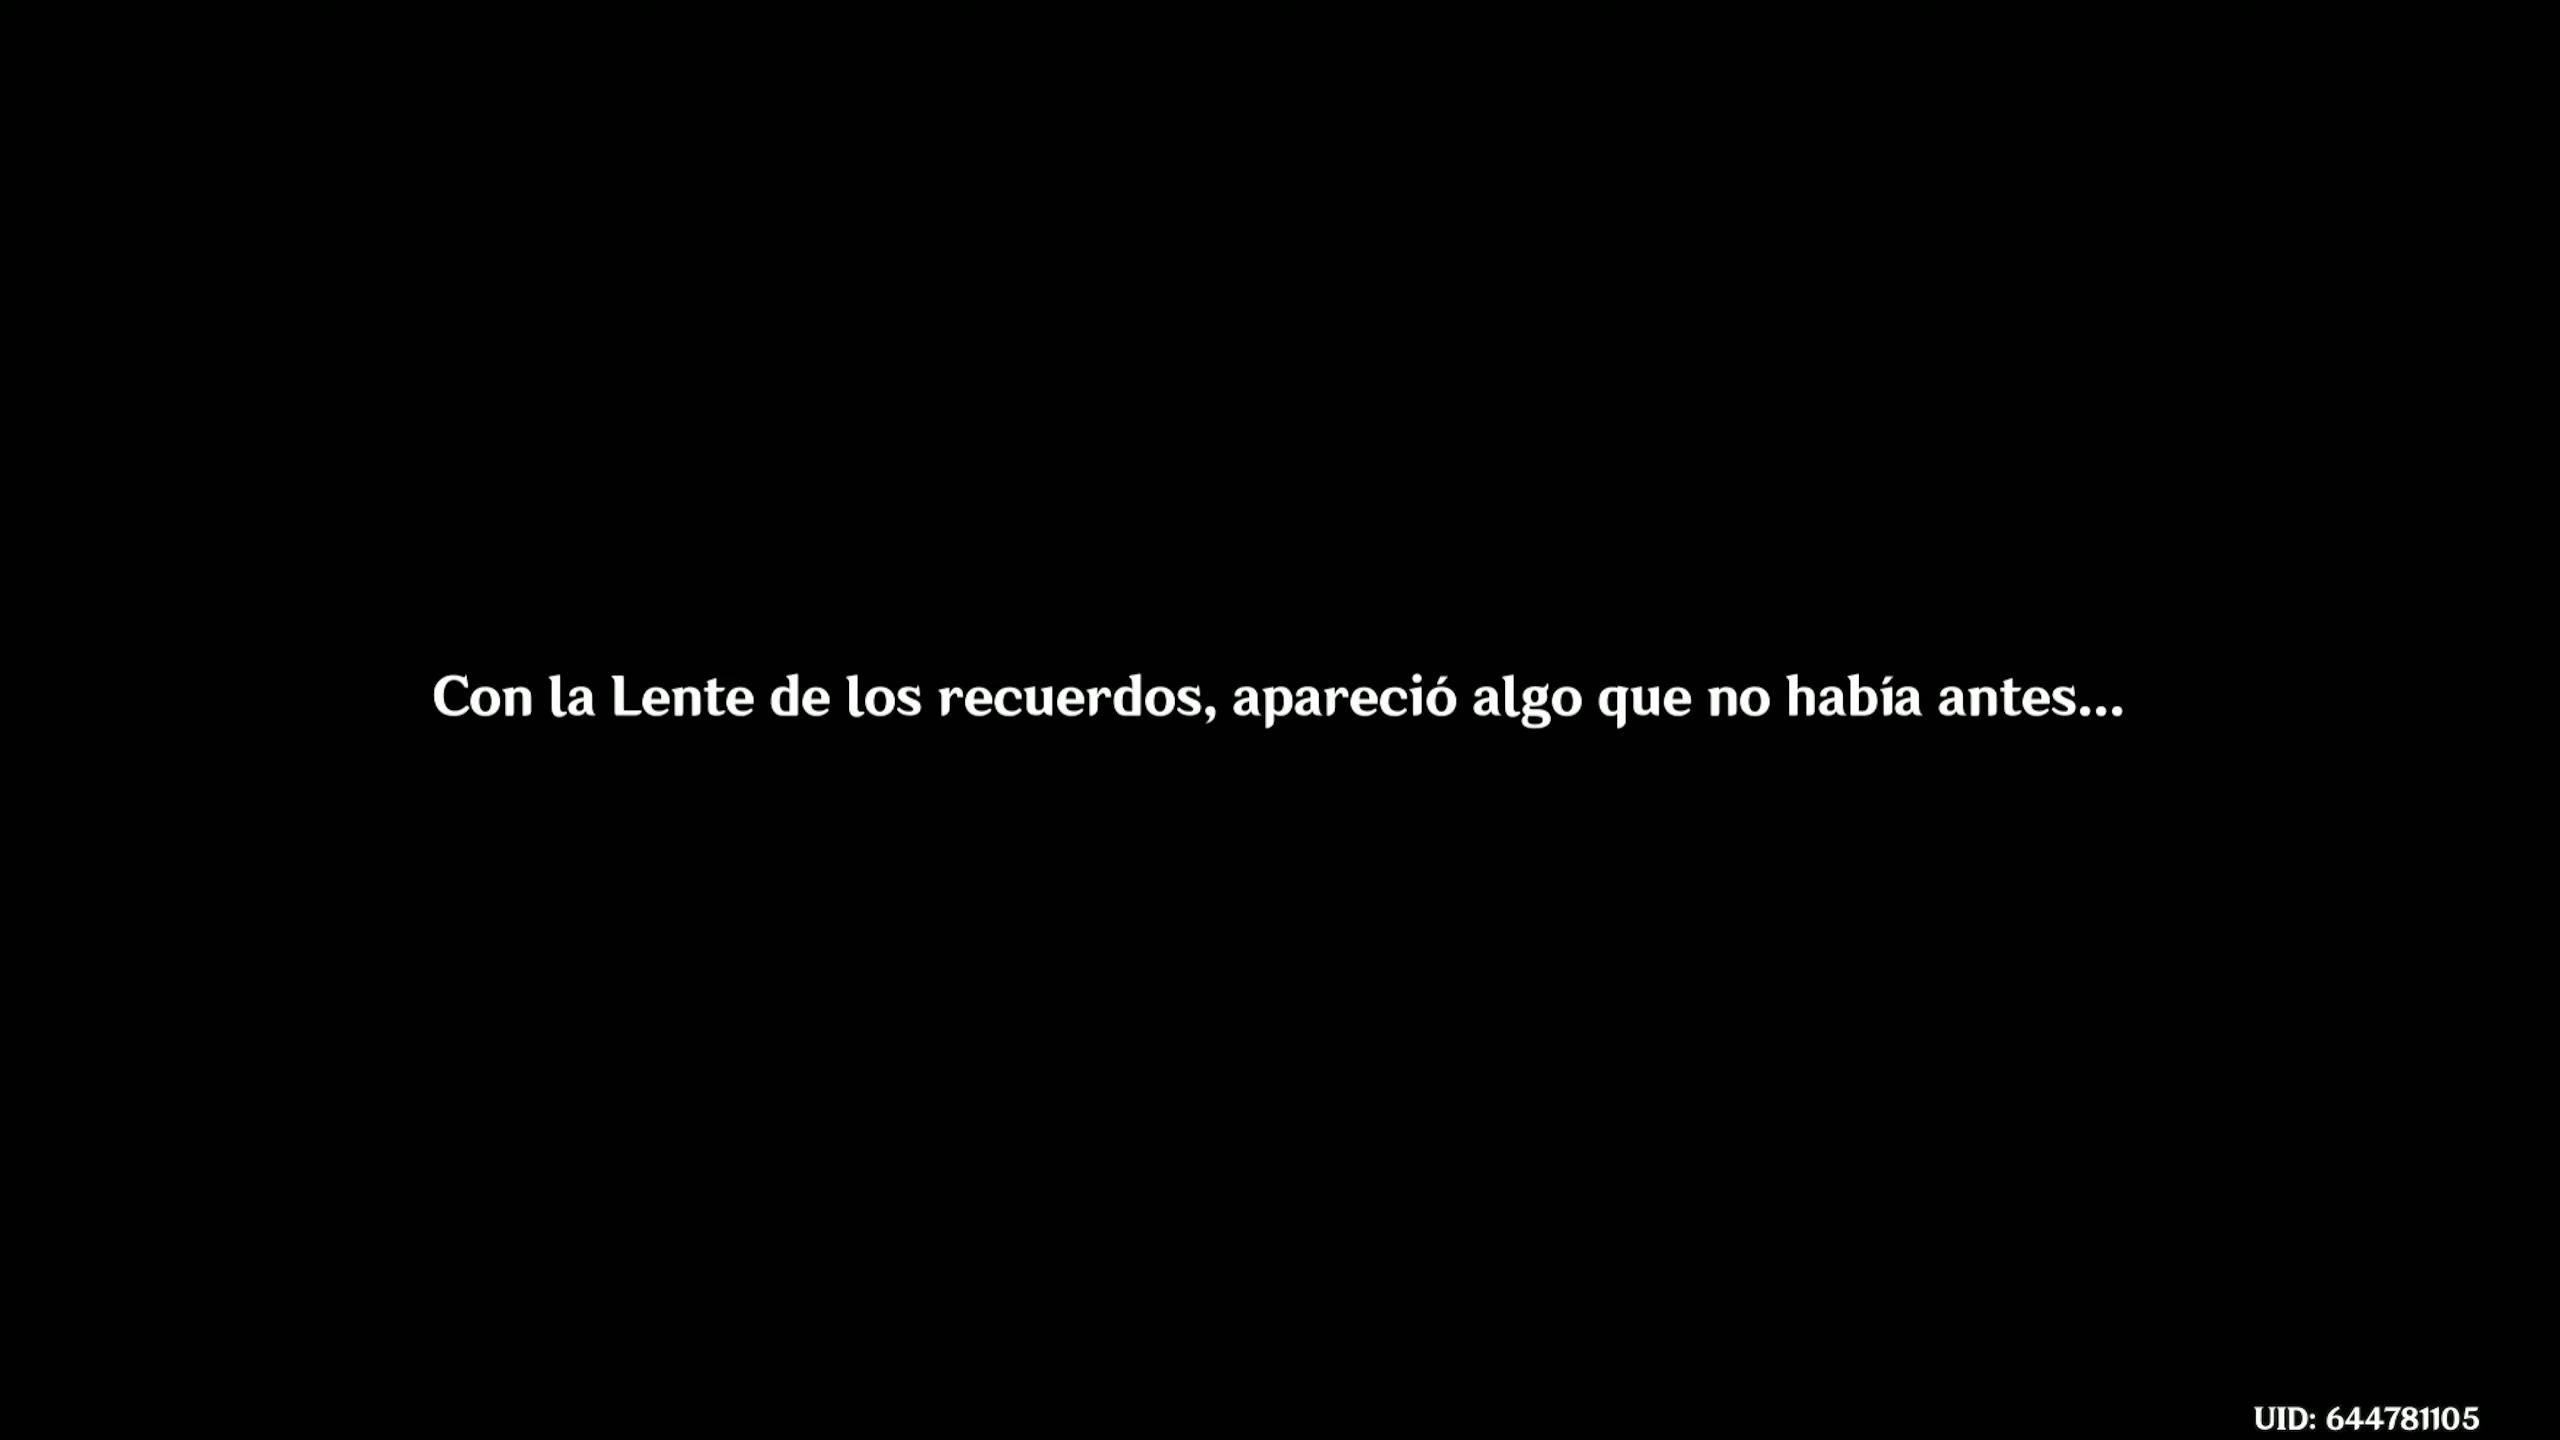 Con la Lente de los recuerdos, apareció algo que no había antes...
UID: 644781105